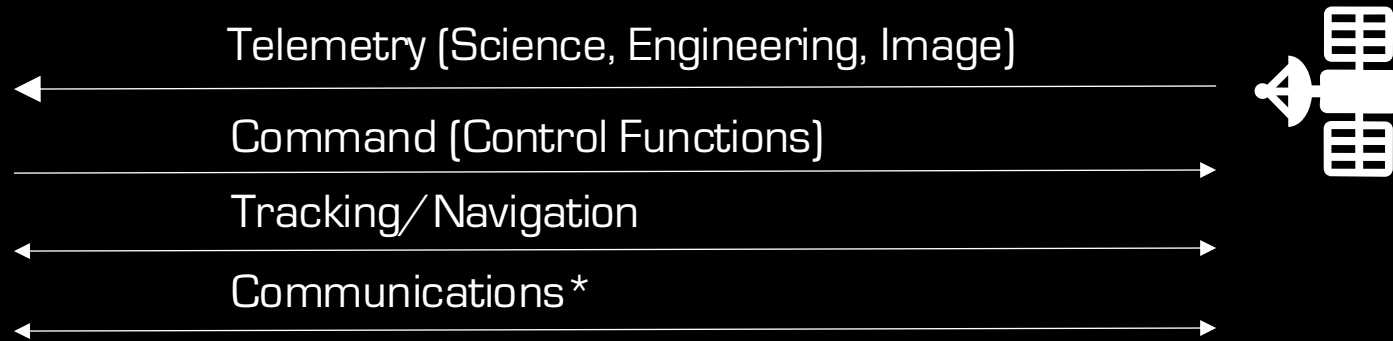 Telemetry (Science, Engineering, Image)
Command (Control Functions)
Tracking/Navigation
Communications*